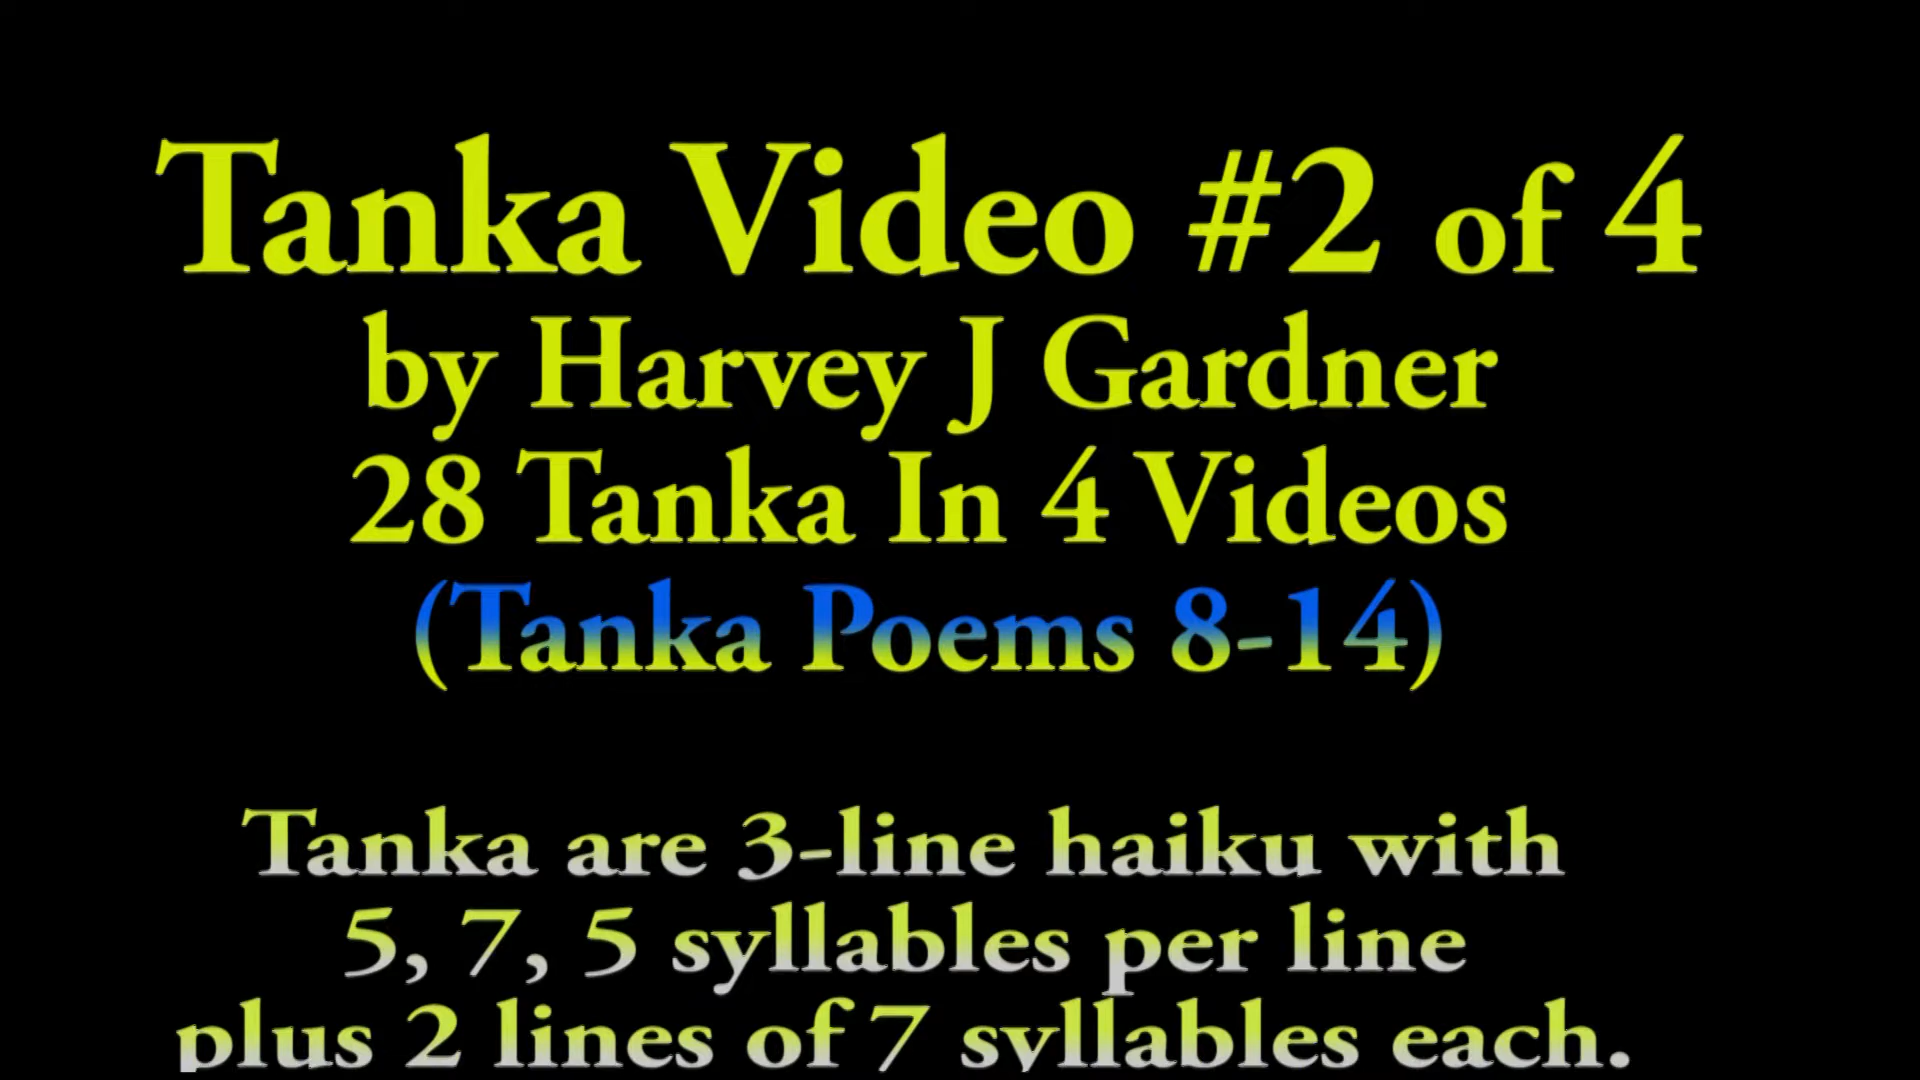 Tanka Video #2 of 4
by Harvey J Gardner
28 Tanka In 4 Videos
(Tanka Poems 8-14)
Tanka are 3-line haiku with
5, 7, 5 syllables per line
plus 2 lines of 7 syllables each.